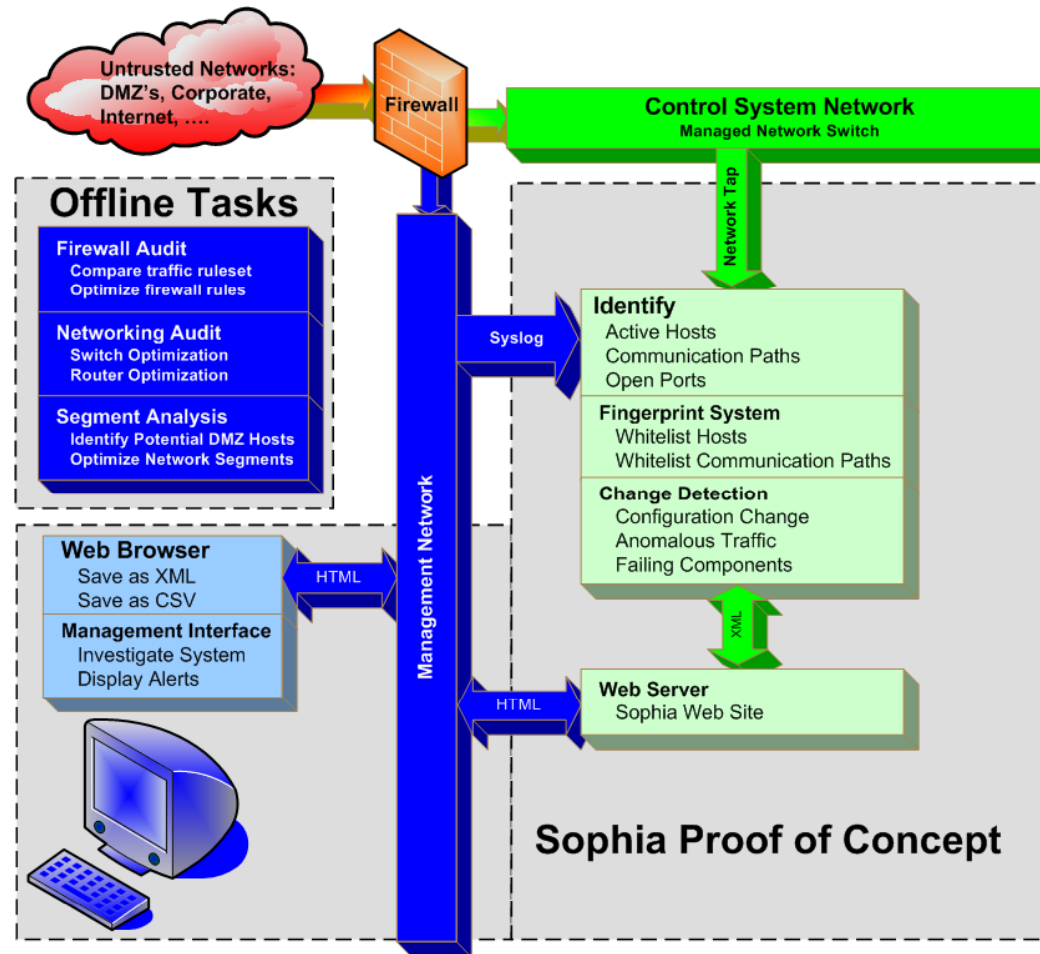 Untrusted Networks:
DMZ's, Corporate,
Internet, ....
Firewall
Control System Network
Managed Network Switch
Network Tap
Offline Tasks
Firewall Audit
Compare traffic ruleset
Optimize firewall rules
Networking Audit
Switch Optimization
Router Optimization
Segment Analysis
Identify Potential DMZ Hosts
Optimize Network Segments
Management Network
Syslog
Identify
Active Hosts
Communication Paths
Open Ports
Fingerprint System
Whitelist Hosts
Whitelist Communication Paths
Change Detection
Configuration Change
Anomalous Traffic
Failing Components
XML
Web Browser
Save as XML
Save as CSV
Management Interface
Investigate System
Display Alerts
HTML
HTML
Web Server
Sophia Web Site
Sophia Proof of Concept